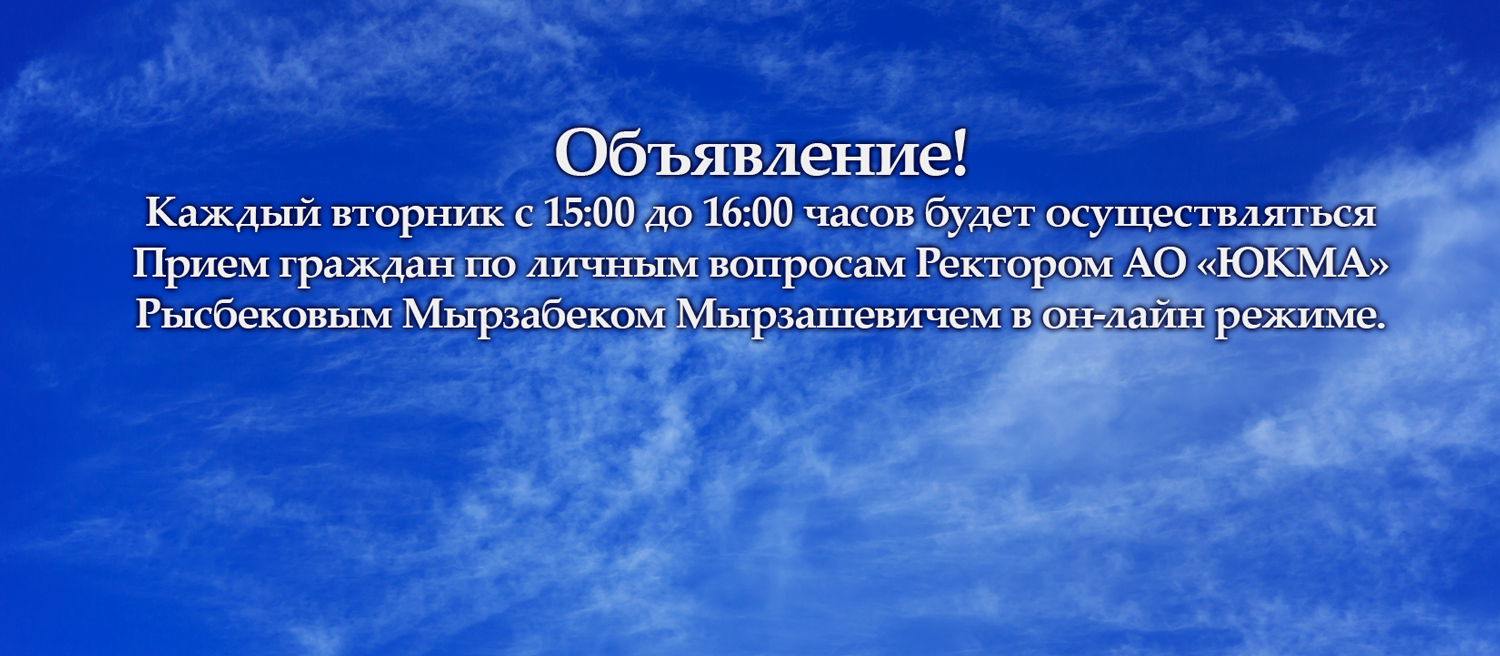 Объявление!
Каждый вторник с 15:00 до 16:00 часов будет осуществляться
Прием граждан по личным вопросам Ректором АО «ЮКМА»
Рысбековым Мырзабеком Мырзашевичем в он-лайн режиме.